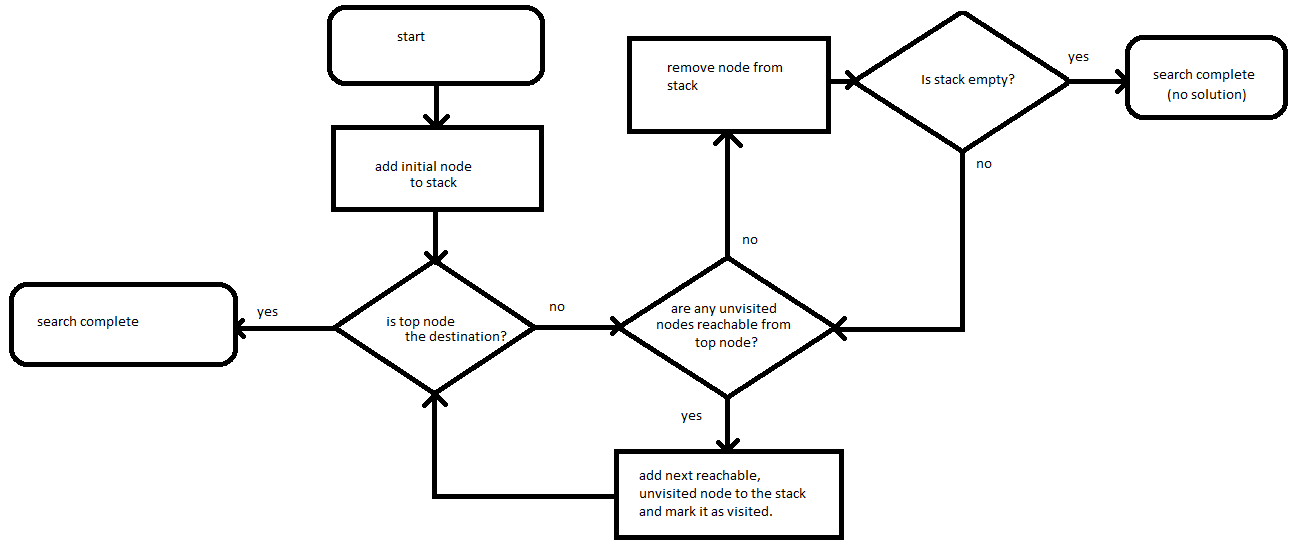 start
add initial node
to stack
is top node
the destination?
yes
search complete
no
are any unvisited
nodes reachable from
top node?
no
remove node from
stack
Is stack empty?
yes
search complete
(no solution)
no
yes
add next reachable,
unvisited node to the stack
and mark it as visited.